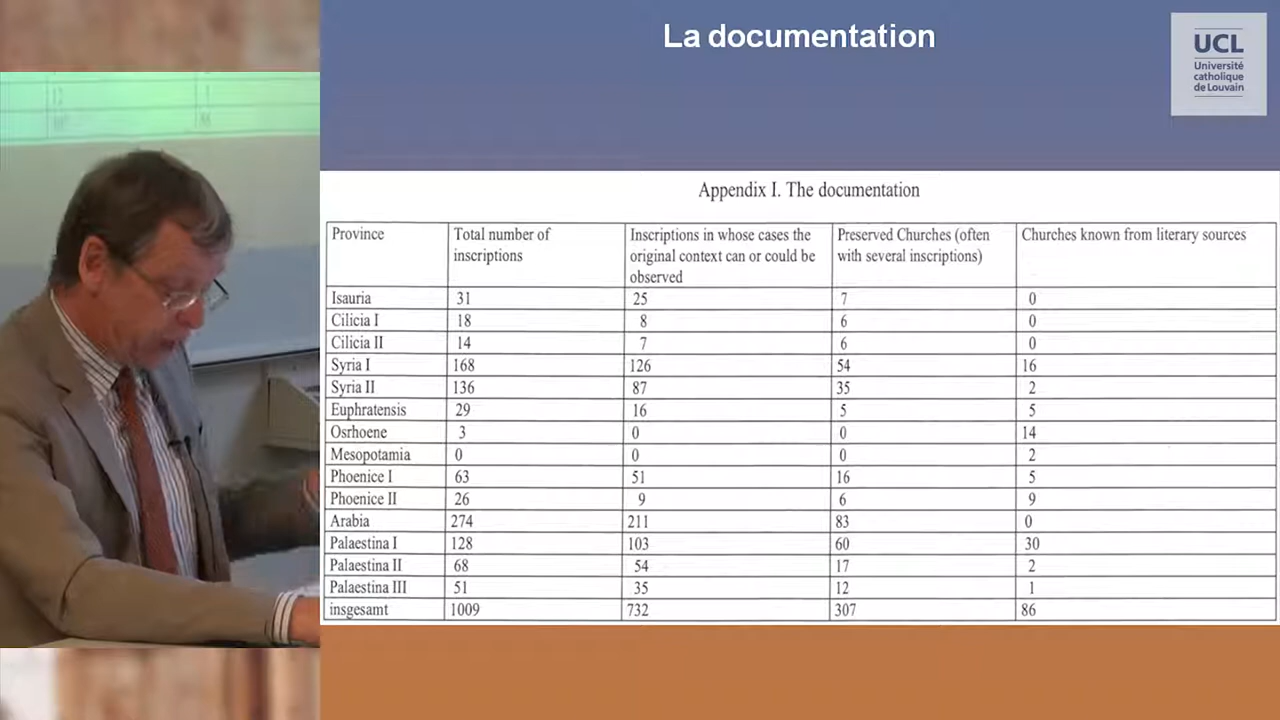 La documentation
UCL
Université
catholique
de Louvain
Appendix I. The documentation
Province | Total number of inscriptions | Inscriptions in whose cases the original context can or could be observed | Preserved Churches (often with several inscriptions) | Churches known from literary sources
Isauria | 31 | 25 | 7 | 0
Cilicia I | 18 | 8 | 6 | 0
Cilicia II | 14 | 7 | 6 | 0
Syria I | 168 | 126 | 54 | 16
Syria II | 136 | 87 | 35 | 2
Euphratensis | 29 | 16 | 5 | 5
Osrhoene | 3 | 0 | 0 | 14
Mesopotamia | 0 | 0 | 0 | 2
Phoenice I | 63 | 51 | 16 | 5
Phoenice II | 26 | 9 | 6 | 9
Arabia | 274 | 211 | 83 | 0
Palaestina I | 128 | 103 | 60 | 30
Palaestina II | 68 | 54 | 17 | 2
Palaestina III | 51 | 35 | 12 | 1
insgesamt | 1009 | 732 | 307 | 86